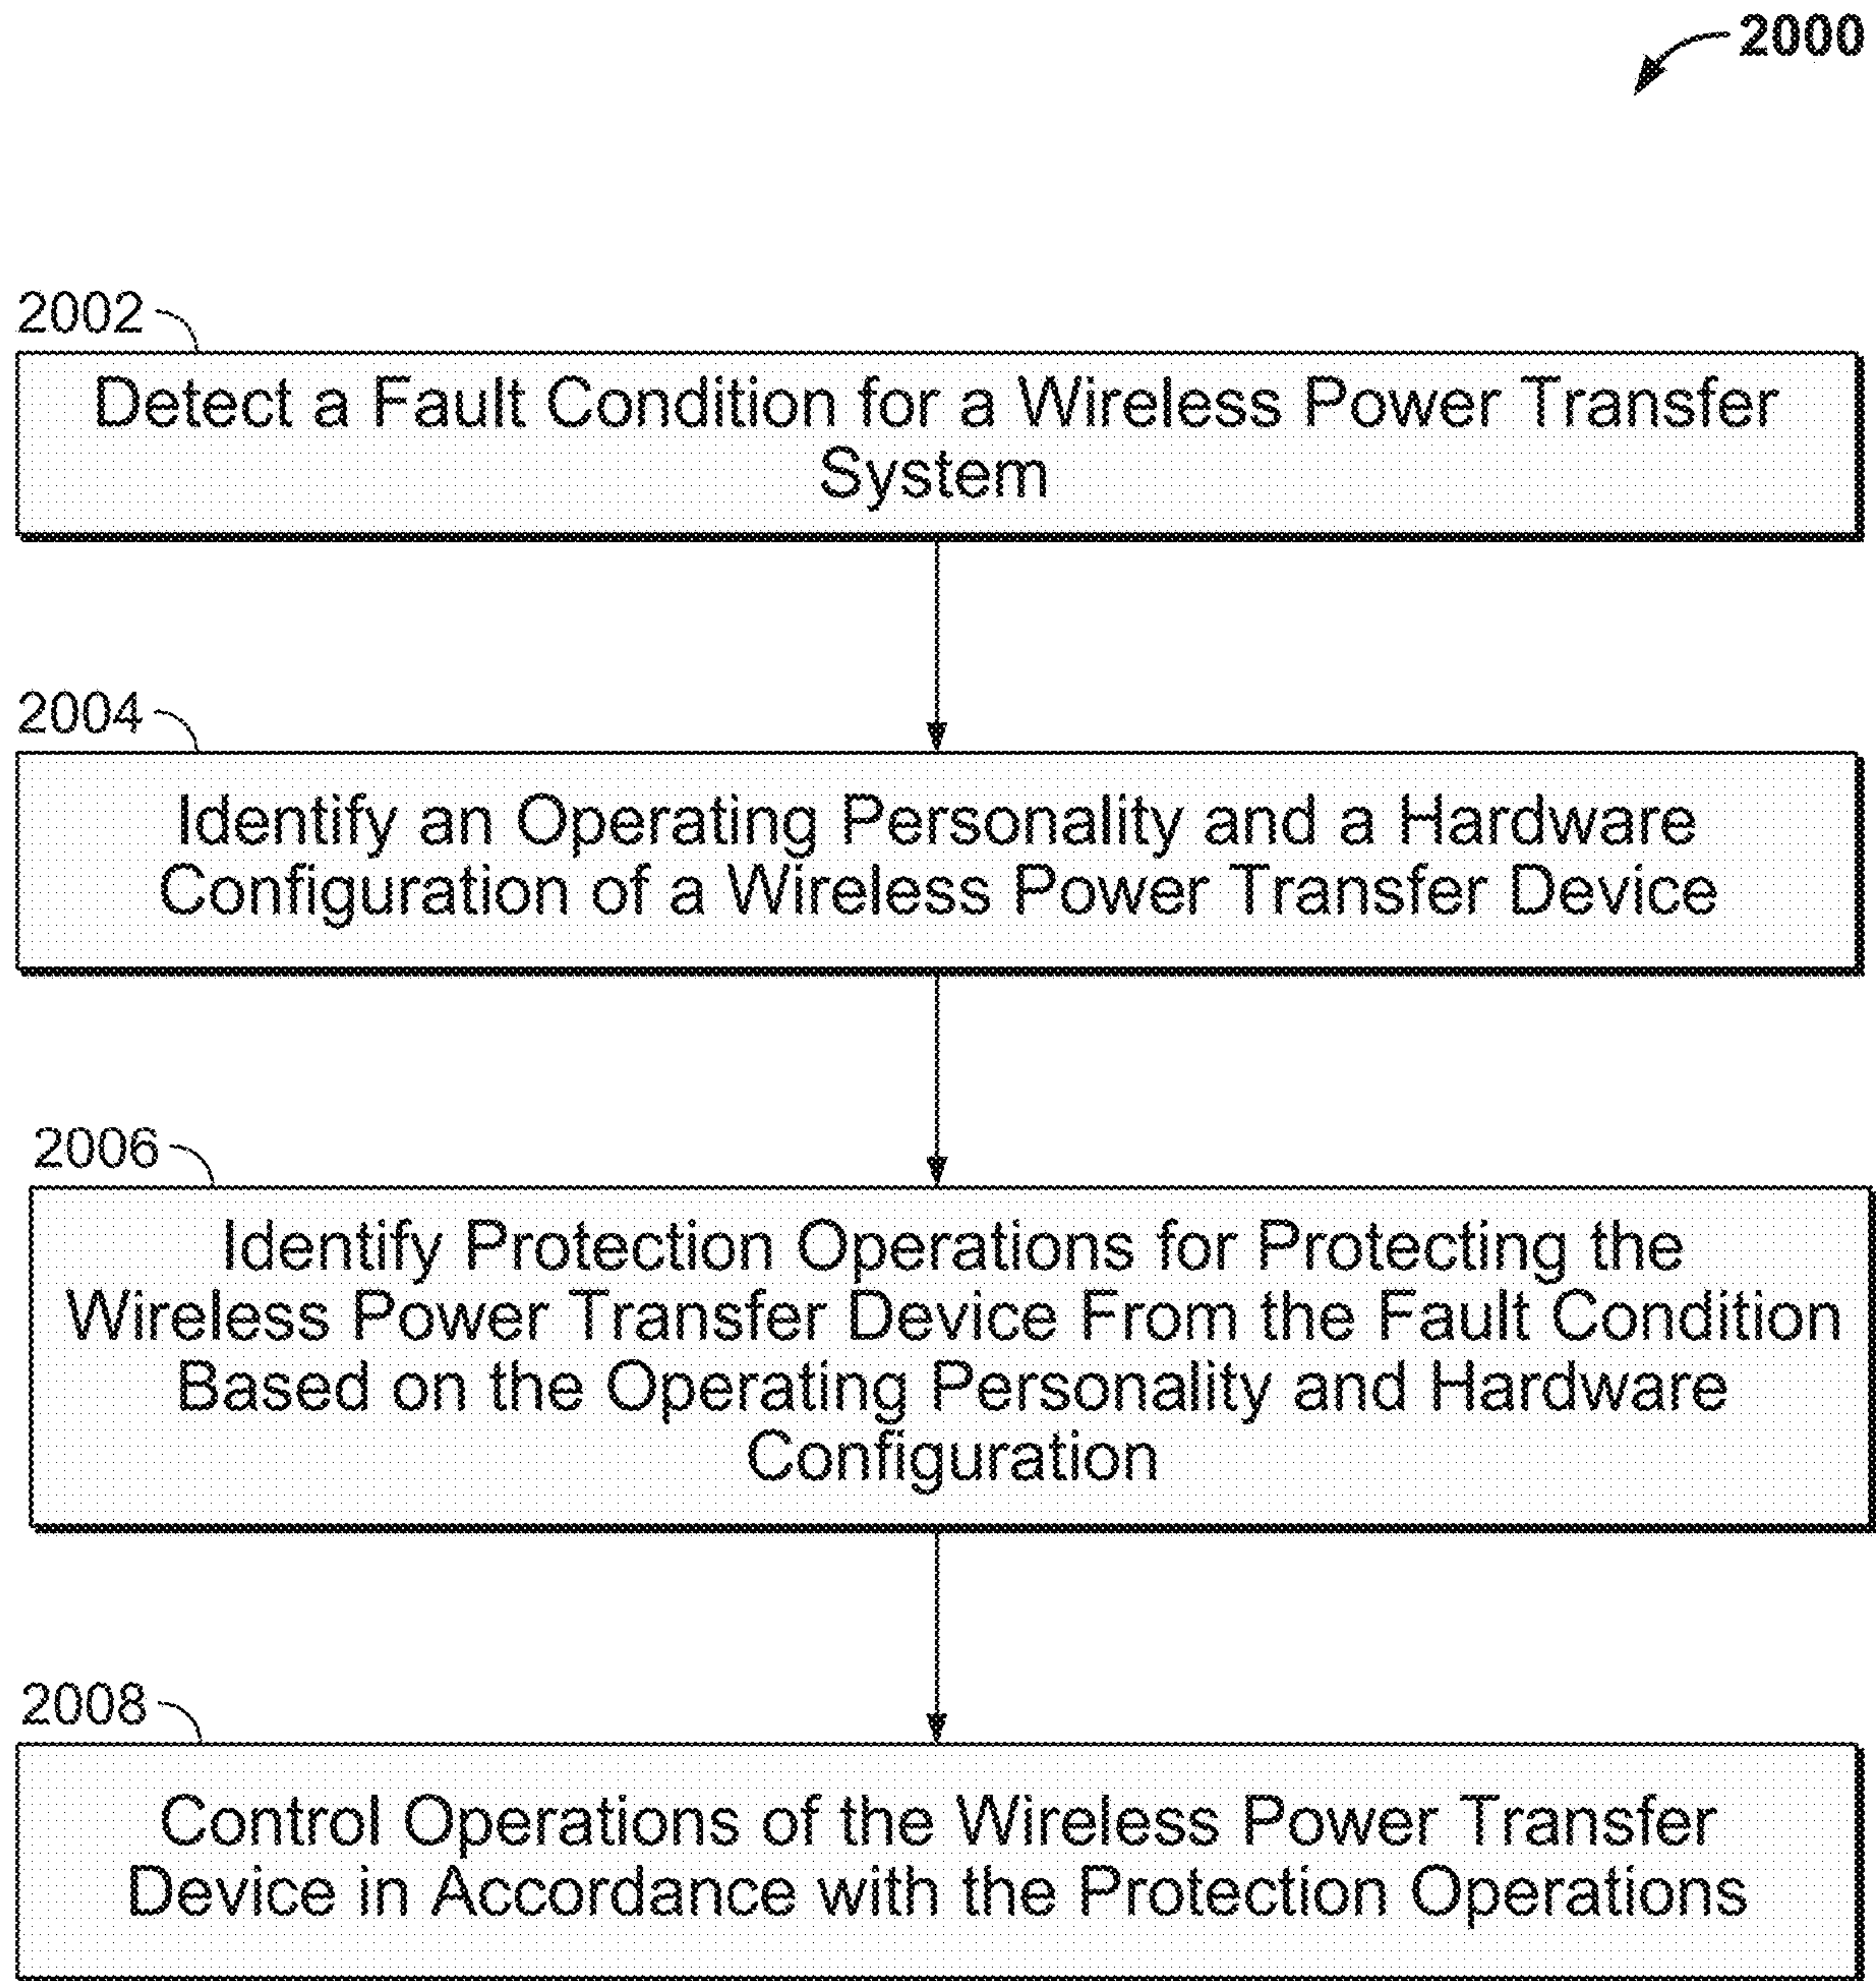 2000
2002
Detect a Fault Condition for a Wireless Power Transfer
System
2004
Identify an Operating Personality and a Hardware
Configuration of a Wireless Power Transfer Device
2006
Identify Protection Operations for Protecting the
Wireless Power Transfer Device From the Fault Condition
Based on the Operating Personality and Hardware
Configuration
2008
Control Operations of the Wireless Power Transfer
Device in Accordance with the Protection Operations